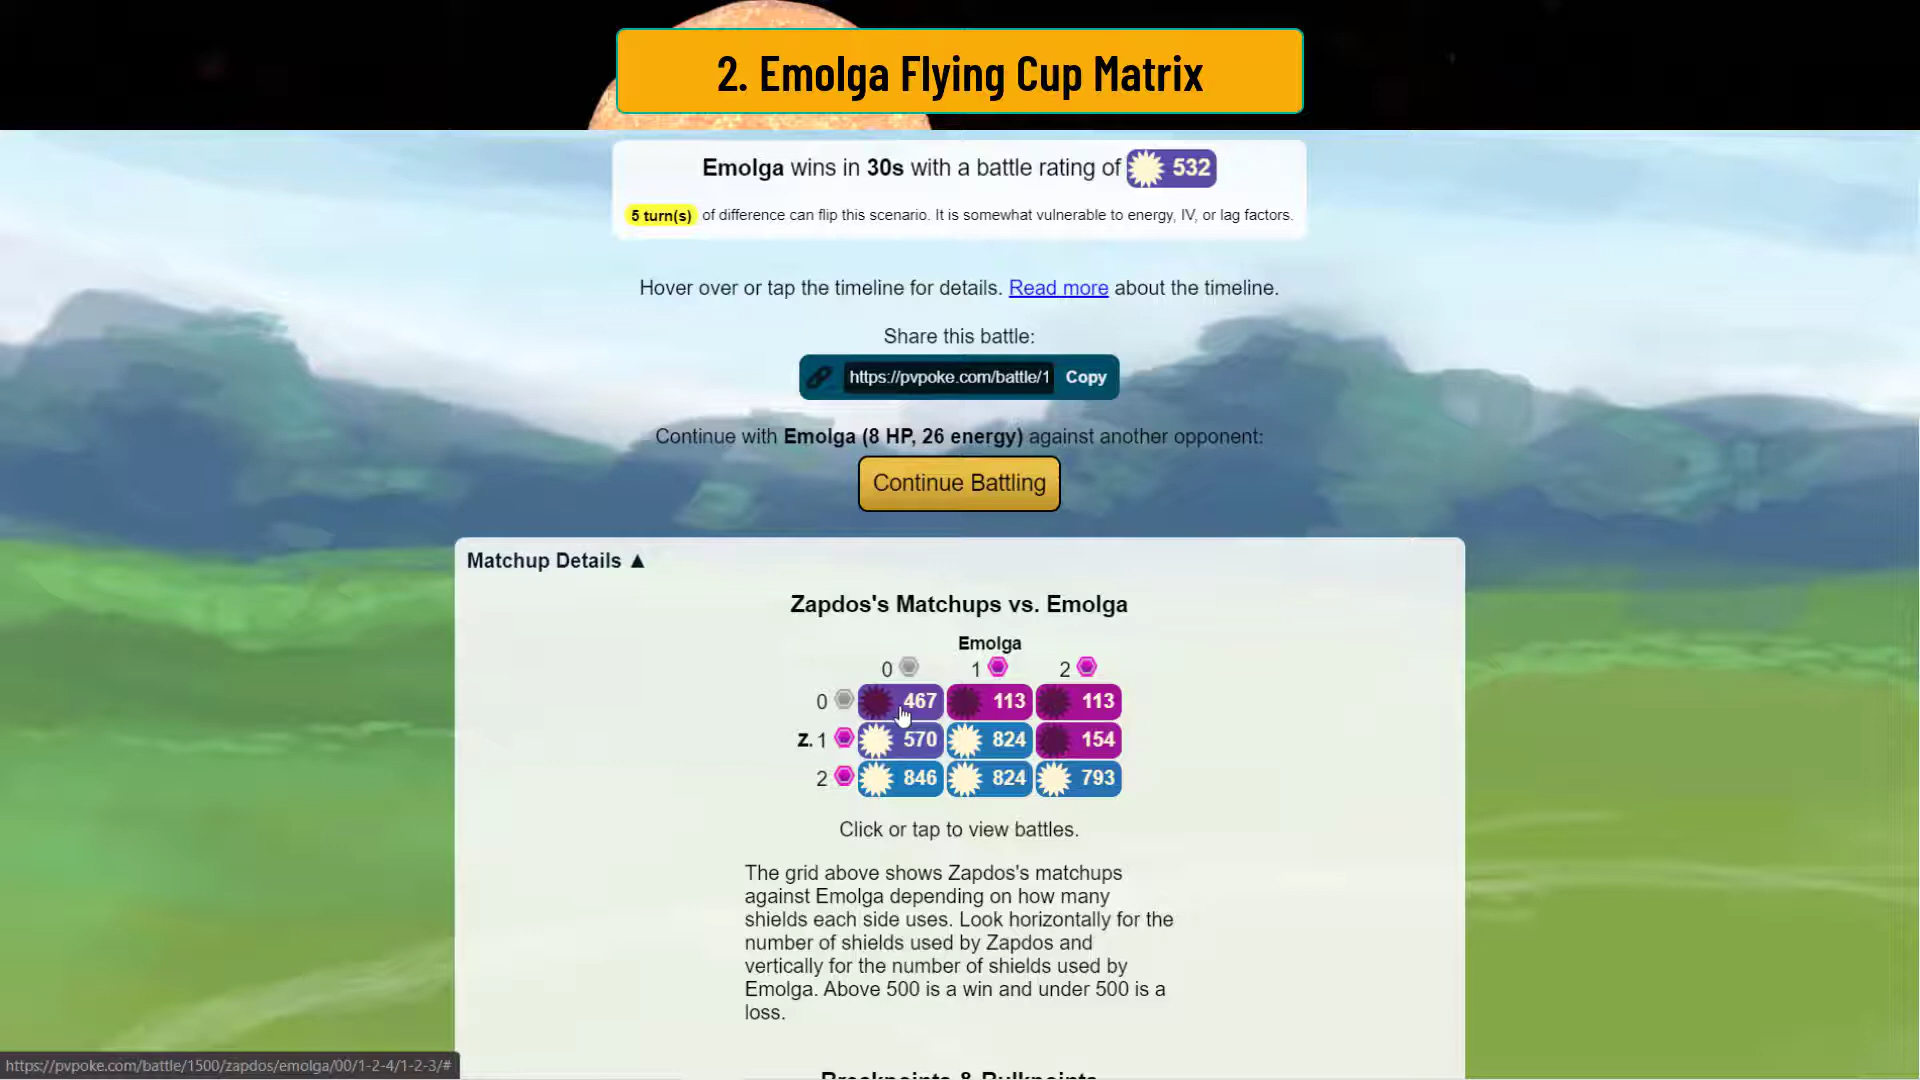 2. Emolga Flying Cup Matrix
Emolga wins in 30s with a battle rating of 532
5 turn(s) of difference can flip this scenario. It is somewhat vulnerable to energy, IV, or lag factors.
Hover over or tap the timeline for details. Read more about the timeline.
Share this battle:
https://pvpoke.com/battle/1 Copy
Continue with Emolga (8 HP, 26 energy) against another opponent:
Continue Battling
Matchup Details ▲
Zapdos's Matchups vs. Emolga
Emolga
0 1 2
0 467 113 113
Z. 1 570 824 154
2 846 824 793
Click or tap to view battles.
The grid above shows Zapdos's matchups
against Emolga depending on how many
shields each side uses. Look horizontally for the
number of shields used by Zapdos and
vertically for the number of shields used by
Emolga. Above 500 is a win and under 500 is a
loss.
Breakpoints & Bulkpoints
https://pvpoke.com/battle/1500/zapdos/emolga/00/1-2-4/1-2-3/#